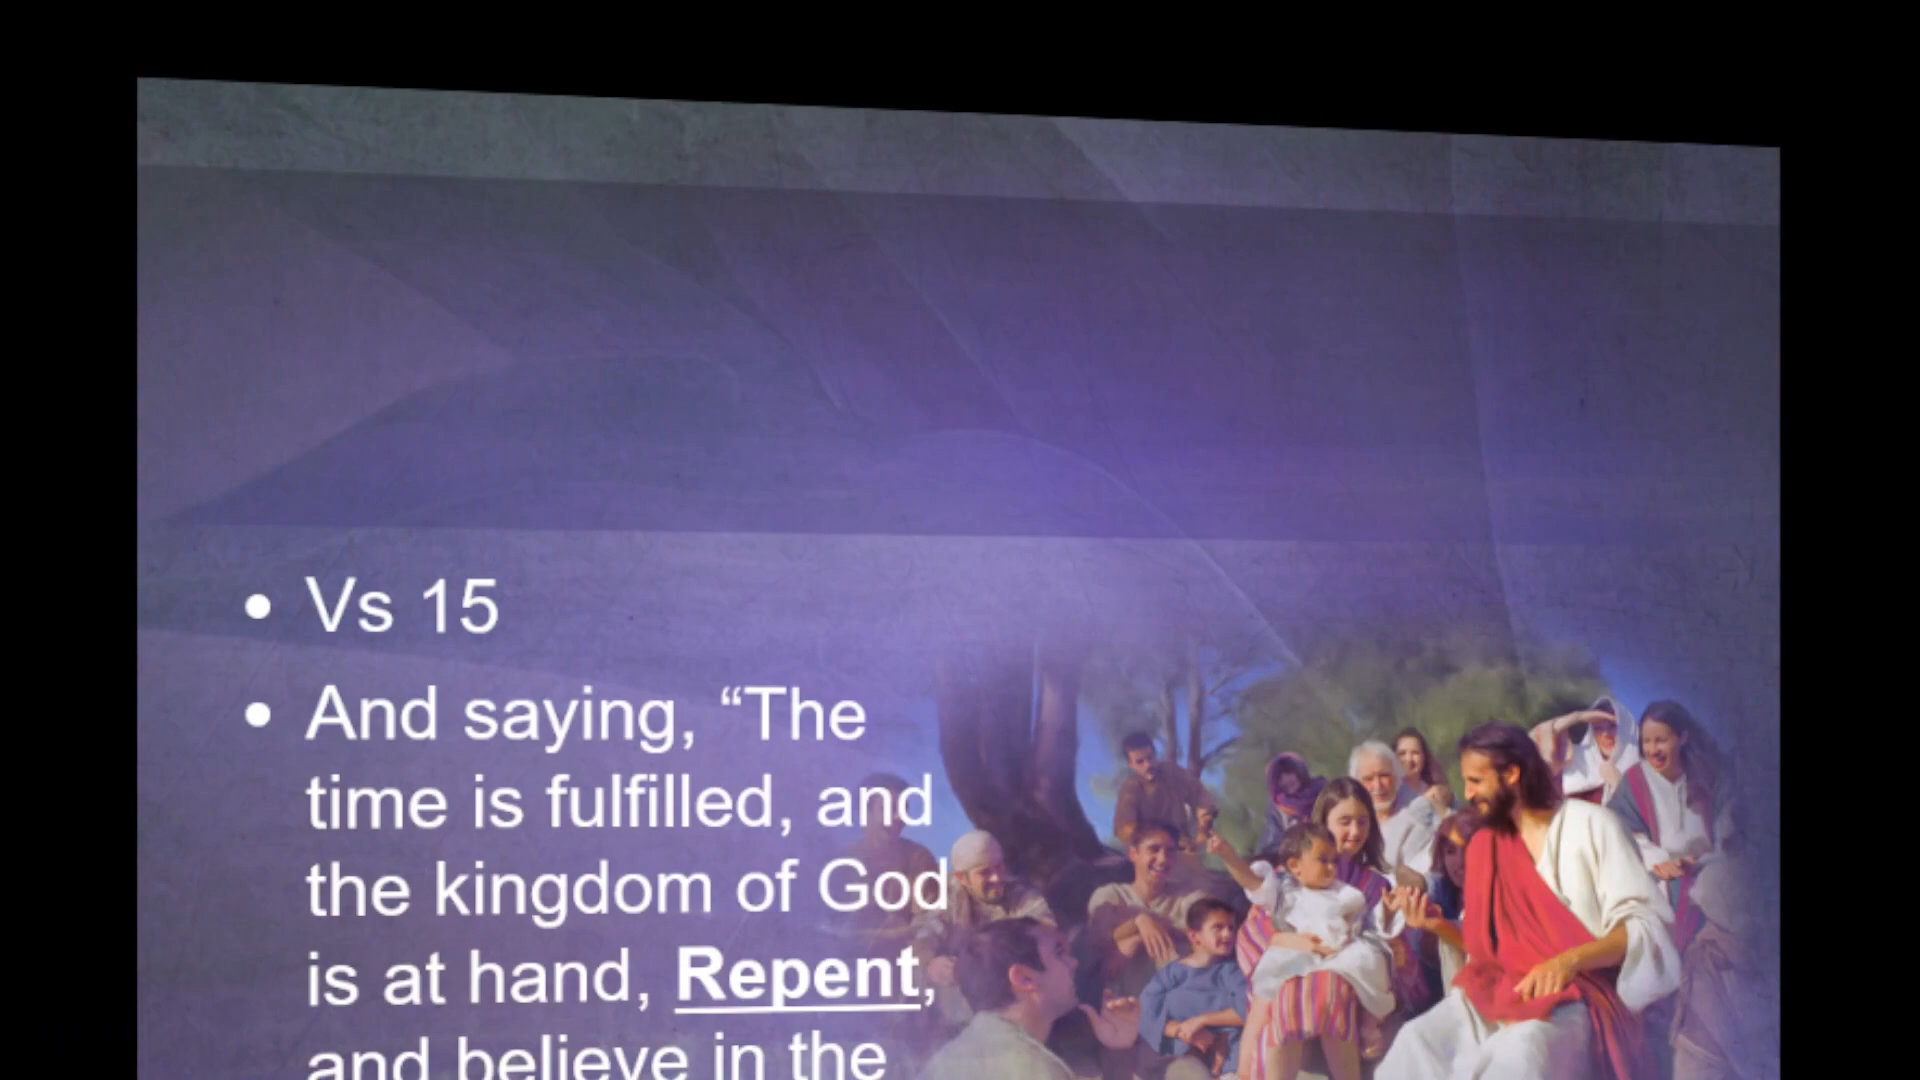 • Vs 15
• And saying, “The
time is fulfilled, and
the kingdom of God
is at hand, Repent,
and believe in the